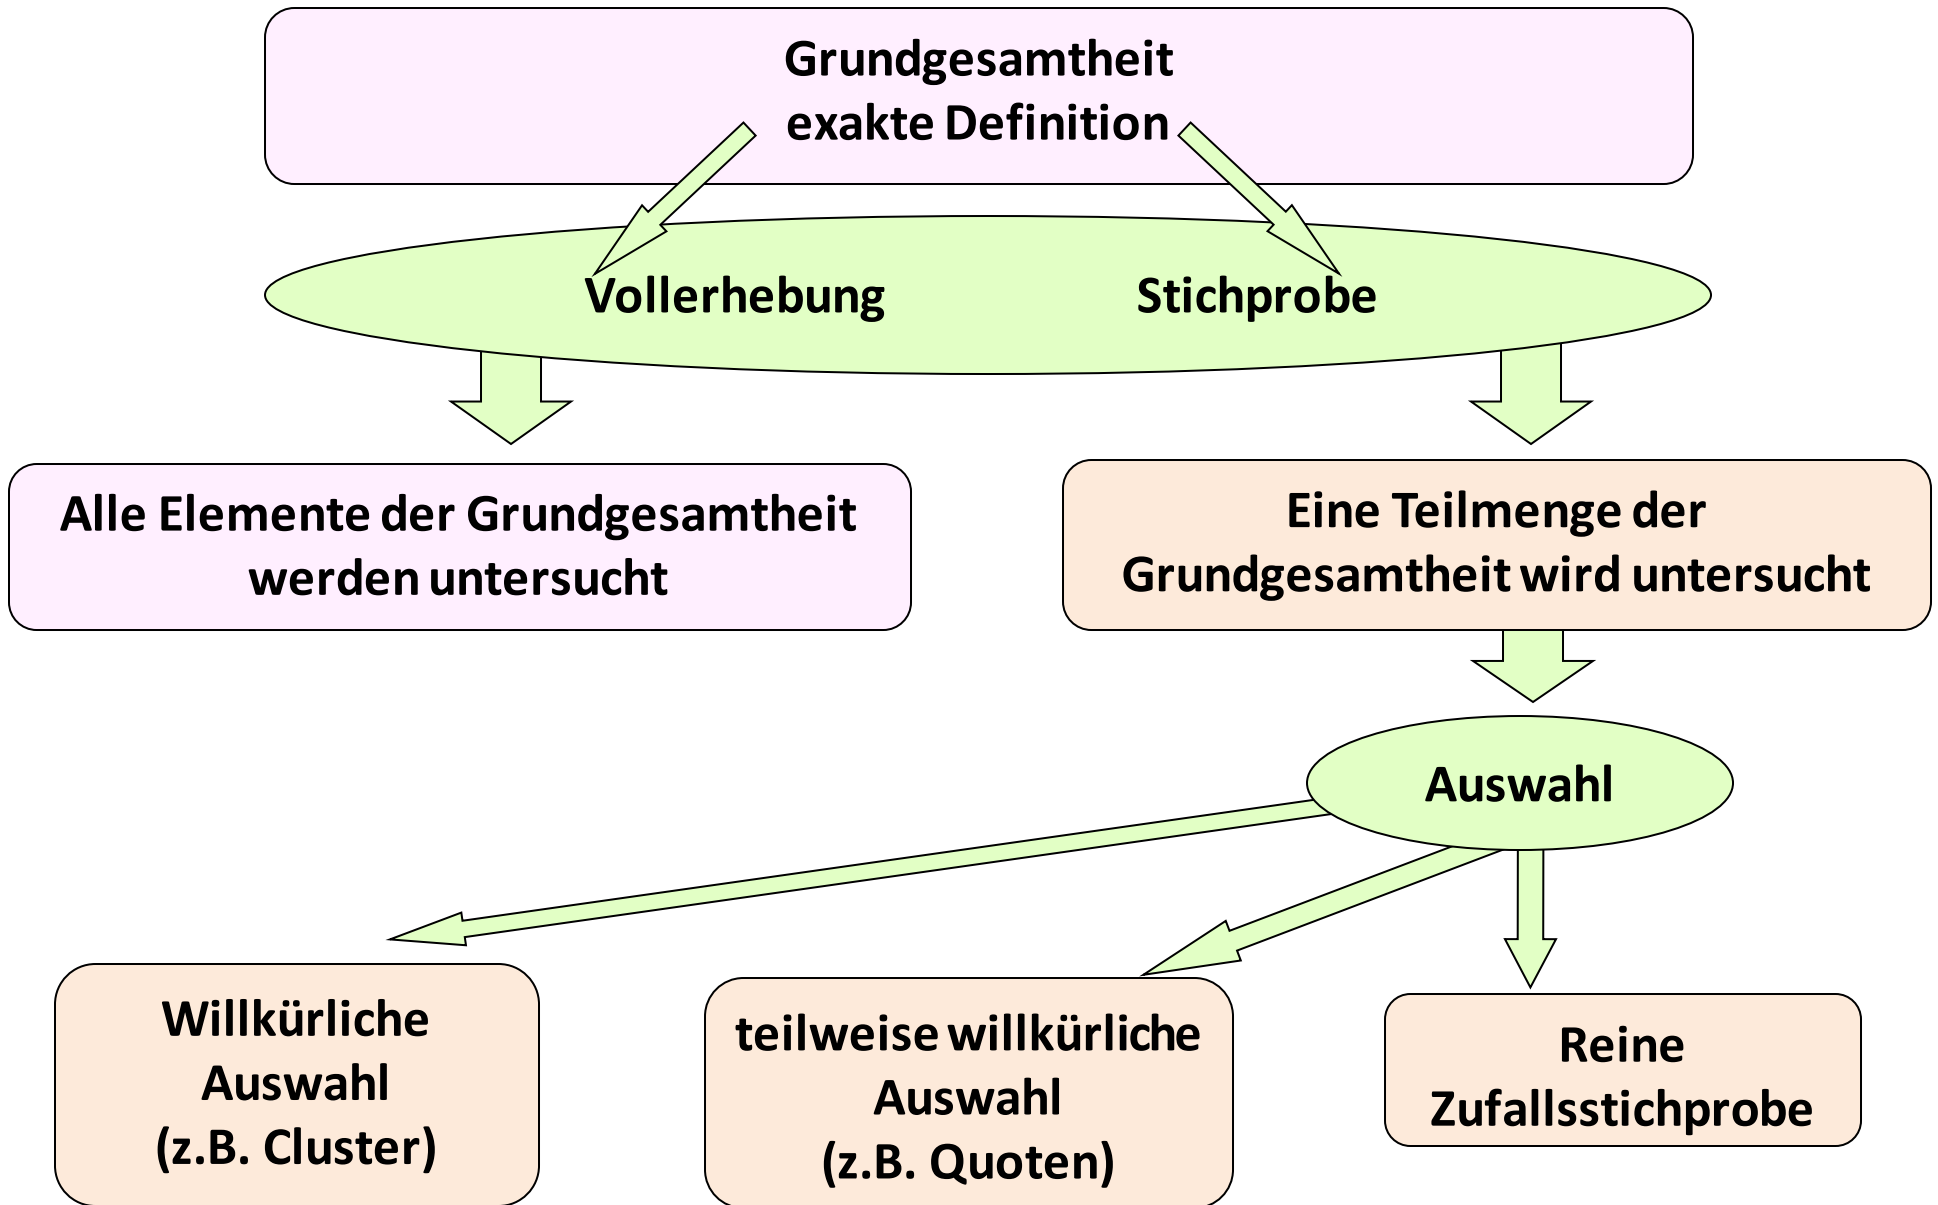 Grundgesamtheit
exakte Definition
Vollerhebung
Stichprobe
Alle Elemente der Grundgesamtheit
werden untersucht
Eine Teilmenge der
Grundgesamtheit wird untersucht
Auswahl
Willkürliche
Auswahl
(z.B. Cluster)
teilweise willkürliche
Auswahl
(z.B. Quoten)
Reine
Zufallsstichprobe